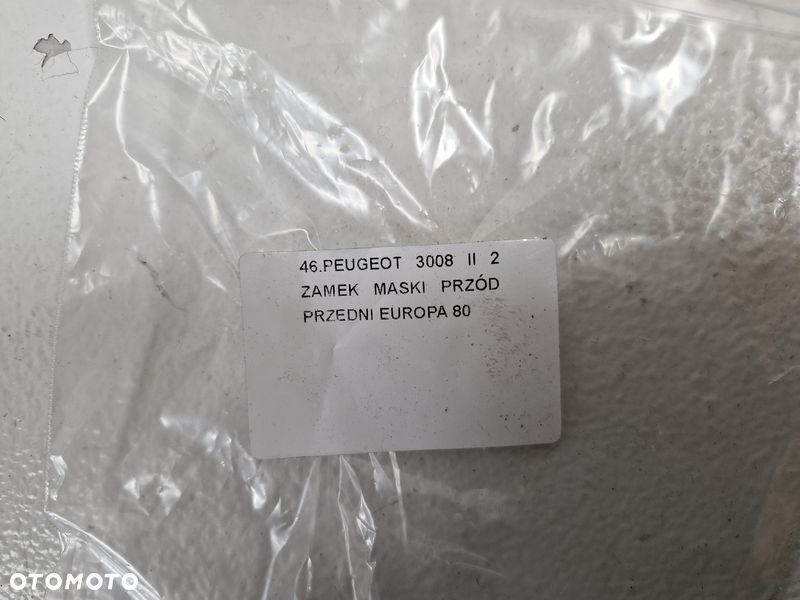 46.PEUGEOT 3008 II 2
ZAMEK MASKI PRZÓD
PRZEDNI EUROPA 80
OTOMOTO